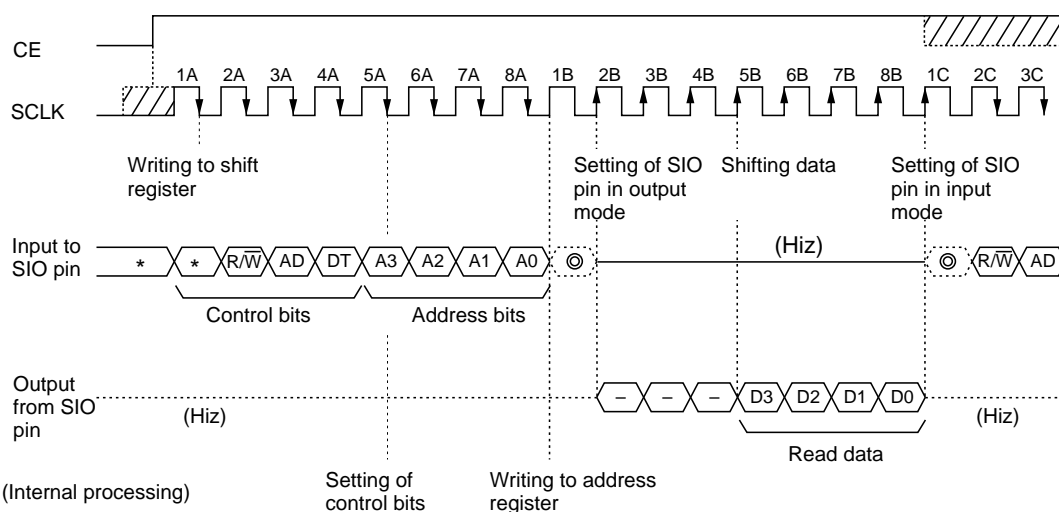 CE
1A 2A 3A 4A 5A 6A 7A 8A 1B 2B 3B 4B 5B 6B 7B 8B 1C 2C 3C
SCLK
Writing to shift
register
Setting of SIO
pin in output
mode
Shifting data
Setting of SIO
pin in input
mode
Input to
SIO pin
* * R/W̅ AD DT A3 A2 A1 A0 ◎ (Hiz) ◎ R/W̅ AD
Control bits
Address bits
Output
from SIO
pin
(Hiz)
– – – D3 D2 D1 D0
(Hiz)
Read data
(Internal processing)
Setting of
control bits
Writing to address
register